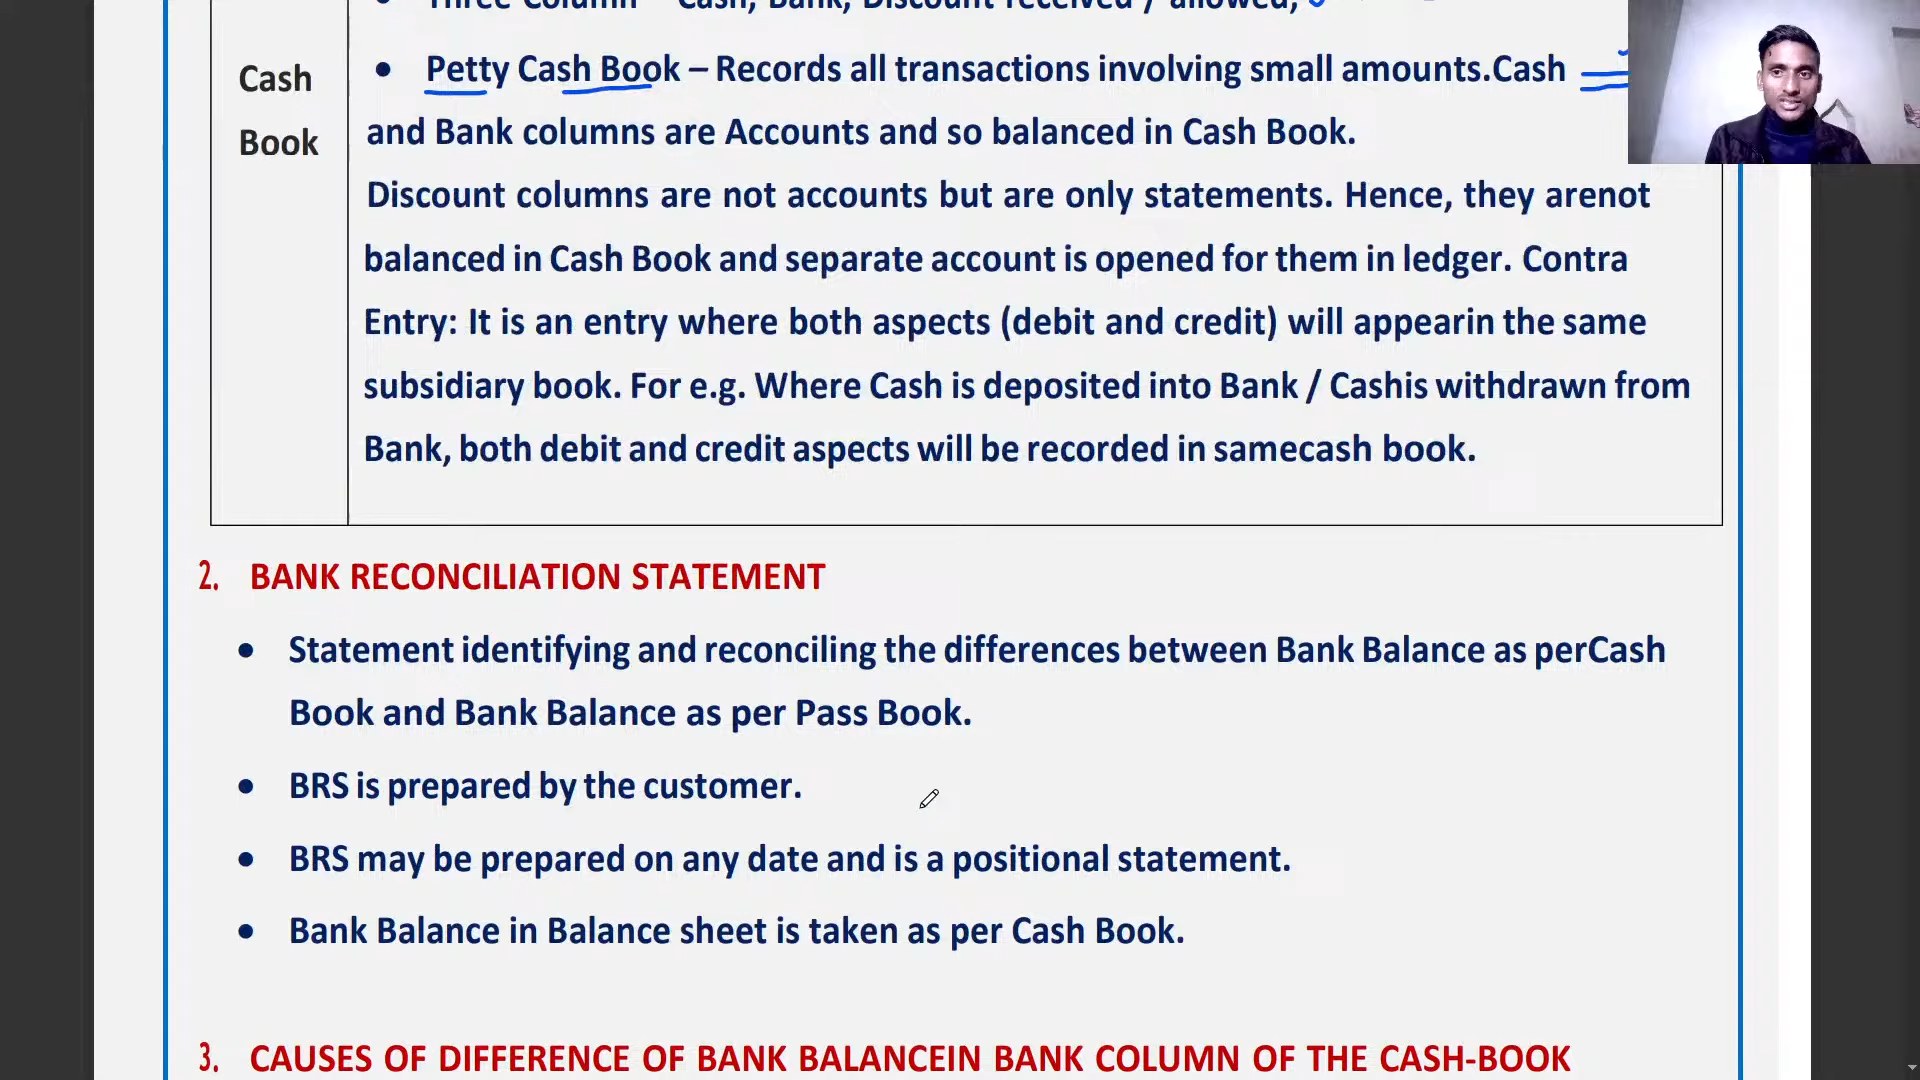 Three Column – Cash, Bank, Discount received / allowed,
Cash
Book
• Petty Cash Book – Records all transactions involving small amounts.Cash
and Bank columns are Accounts and so balanced in Cash Book.
Discount columns are not accounts but are only statements. Hence, they arenot
balanced in Cash Book and separate account is opened for them in ledger. Contra
Entry: It is an entry where both aspects (debit and credit) will appearin the same
subsidiary book. For e.g. Where Cash is deposited into Bank / Cashis withdrawn from
Bank, both debit and credit aspects will be recorded in samecash book.
2. BANK RECONCILIATION STATEMENT
• Statement identifying and reconciling the differences between Bank Balance as perCash
Book and Bank Balance as per Pass Book.
• BRS is prepared by the customer.
• BRS may be prepared on any date and is a positional statement.
• Bank Balance in Balance sheet is taken as per Cash Book.
3. CAUSES OF DIFFERENCE OF BANK BALANCEIN BANK COLUMN OF THE CASH-BOOK